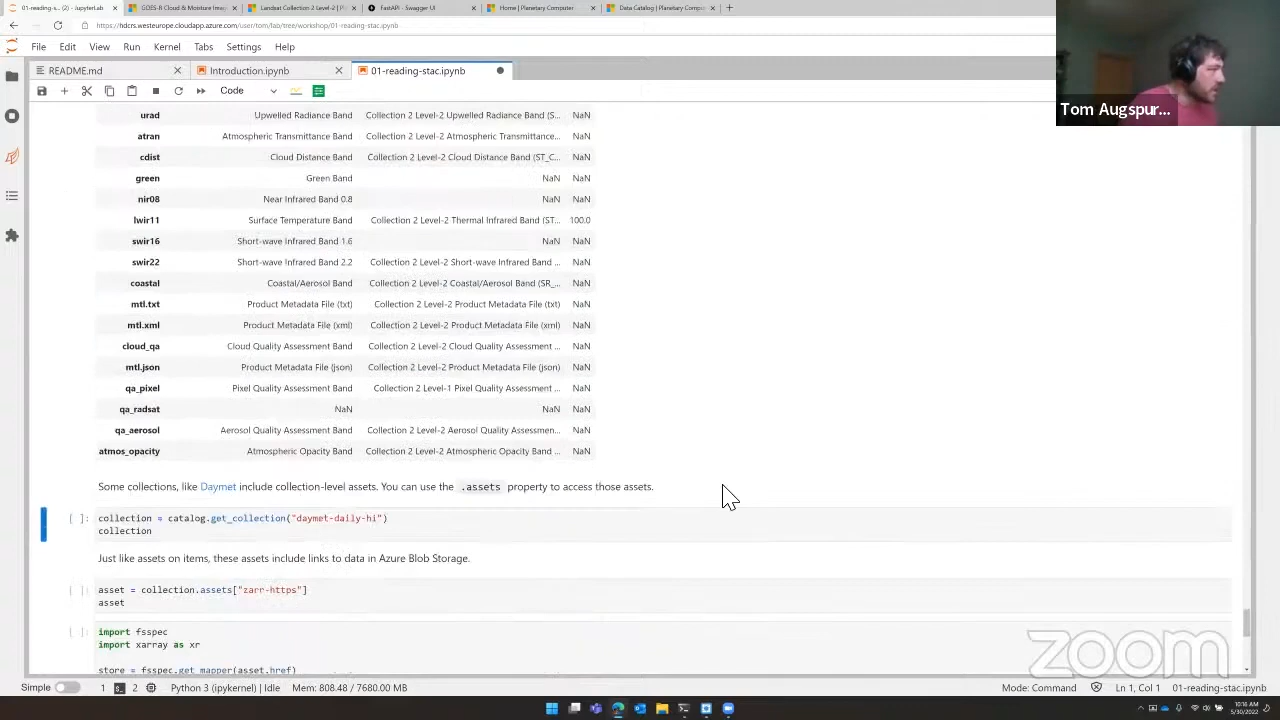 01-reading-s... (2) - JupyterLab
GOES-R Cloud & Moisture Imag
Landsat Collection 2 Level-2 | Pl
FastAPI - Swagger UI
Home | Planetary Computer
Data Catalog | Planetary Comput
https://hdcrs.westeurope.cloudapp.azure.com/user/tom/lab/tree/workshop/01-reading-stac.ipynb
File Edit View Run Kernel Tabs Settings Help
README.md
Introduction.ipynb
01-reading-stac.ipynb
Code
Tom Augspur...
urad Upwelled Radiance Band Collection 2 Level-2 Upwelled Radiance Band (S... NaN
atran Atmospheric Transmittance Band Collection 2 Level-2 Atmospheric Transmittance... NaN
cdist Cloud Distance Band Collection 2 Level-2 Cloud Distance Band (ST_C... NaN
green Green Band NaN NaN
nir08 Near Infrared Band 0.8 NaN
lwir11 Surface Temperature Band Collection 2 Level-2 Thermal Infrared Band (ST... 100.0
swir16 Short-wave Infrared Band 1.6 NaN NaN
swir22 Short-wave Infrared Band 2.2 Collection 2 Level-2 Short-wave Infrared Band ... NaN
coastal Coastal/Aerosol Band Collection 2 Level-2 Coastal/Aerosol Band (SR_... NaN
mtl.txt Product Metadata File (txt) Collection 2 Level-2 Product Metadata File (txt) NaN
mtl.xml Product Metadata File (xml) Collection 2 Level-2 Product Metadata File (xml) NaN
cloud_qa Cloud Quality Assessment Band Collection 2 Level-2 Cloud Quality Assessment ... NaN
mtl.json Product Metadata File (json) Collection 2 Level-2 Product Metadata File (json) NaN
qa_pixel Pixel Quality Assessment Band Collection 2 Level-1 Pixel Quality Assessment ... NaN
qa_radsat NaN NaN NaN
qa_aerosol Aerosol Quality Assessment Band Collection 2 Level-2 Aerosol Quality Assessmen... NaN
atmos_opacity Atmospheric Opacity Band Collection 2 Level-2 Atmospheric Opacity Band ... NaN
Some collections, like Daymet include collection-level assets. You can use the .assets property to access those assets.
[ ]: collection = catalog.get_collection("daymet-daily-hi")
collection
Just like assets on items, these assets include links to data in Azure Blob Storage.
[ ]: asset = collection.assets["zarr-https"]
asset
[ ]: import fsspec
import xarray as xr
store = fsspec.get_mapper(asset.href)
zoom
Simple 1 2 Python 3 (ipykernel) | Idle Mem: 808.48 / 7680.00 MB Mode: Command Ln 1, Col 1 01-reading-stac.ipynb
10:16 AM
5/30/2022